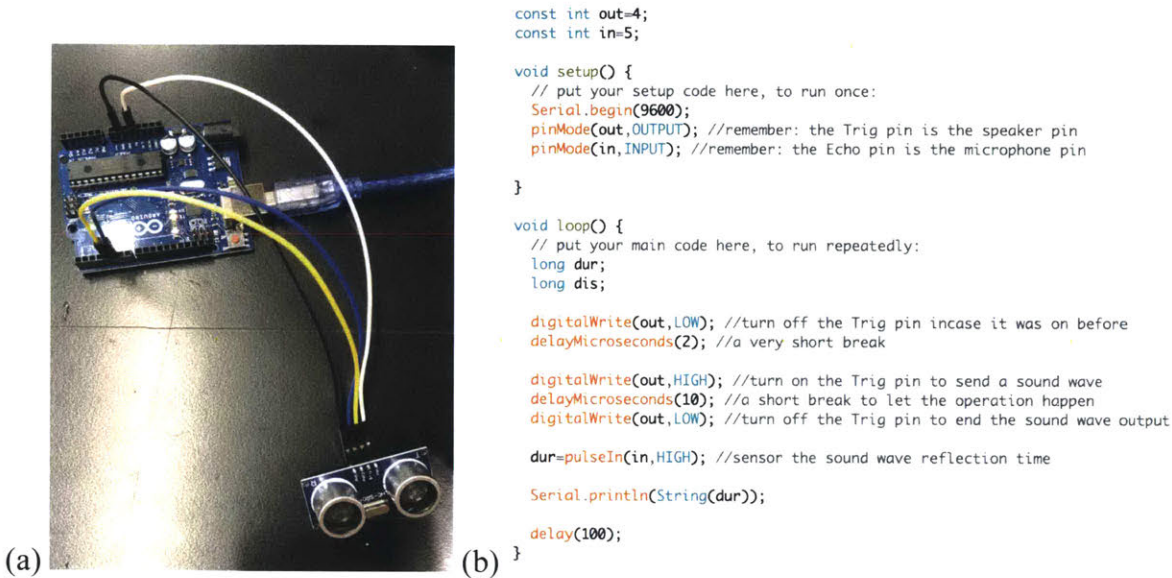 const int out=4;
const int in=5;
void setup() {
// put your setup code here, to run once:
Serial.begin(9600);
pinMode(out,OUTPUT); //remember: the Trig pin is the speaker pin
pinMode(in,INPUT); //remember: the Echo pin is the microphone pin
}
void loop() {
// put your main code here, to run repeatedly:
long dur;
long dis;
digitalWrite(out,LOW); //turn off the Trig pin incase it was on before
delayMicroseconds(2); //a very short break
digitalWrite(out,HIGH); //turn on the Trig pin to send a sound wave
delayMicroseconds(10); //a short break to let the operation happen
digitalWrite(out,LOW); //turn off the Trig pin to end the sound wave output
dur=pulseIn(in,HIGH); //sensor the sound wave reflection time
Serial.println(String(dur));
delay(100);
}
(a)
(b)